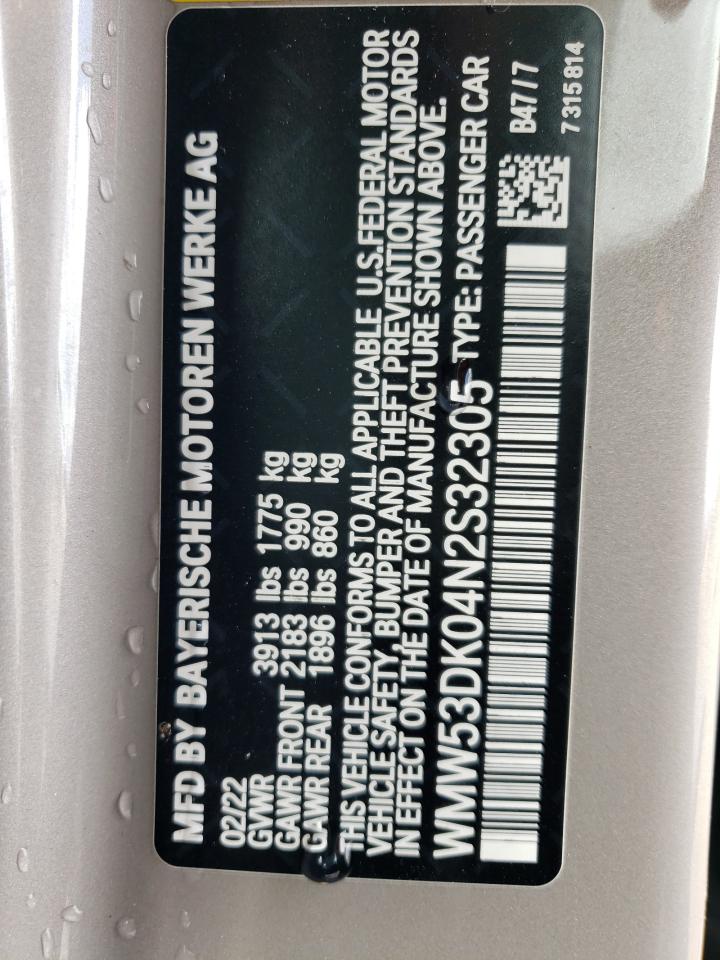 MFD BY BAYERISCHE MOTOREN WERKE AG
02/22
GVWR 3913 lbs 1775 kg
GAWR FRONT 2183 lbs 990 kg
GAWR REAR 1896 lbs 860 kg
THIS VEHICLE CONFORMS TO ALL APPLICABLE U.S.FEDERAL MOTOR
VEHICLE SAFETY, BUMPER AND THEFT PREVENTION STANDARDS
IN EFFECT ON THE DATE OF MANUFACTURE SHOWN ABOVE.
WMW53DK04N2S32305 TYPE: PASSENGER CAR
B47/7
7 315 814